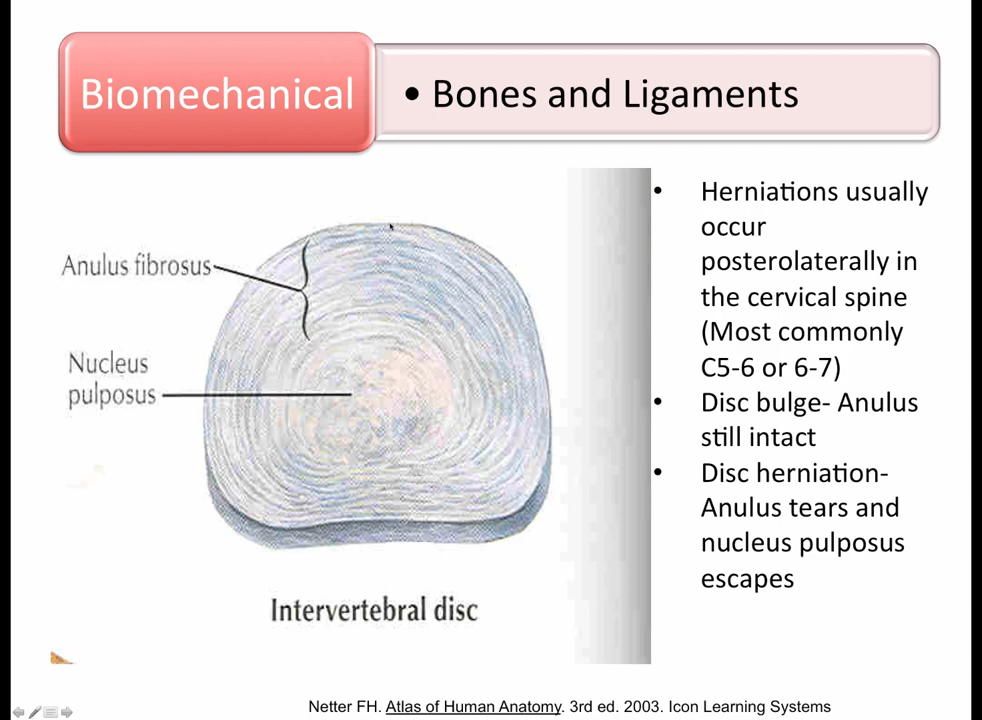 Biomechanical
• Bones and Ligaments
Anulus fibrosus
Nucleus
pulposus
Intervertebral disc
• Herniations usually
occur
posterolaterally in
the cervical spine
(Most commonly
C5-6 or 6-7)
• Disc bulge- Anulus
still intact
• Disc herniation-
Anulus tears and
nucleus pulposus
escapes
Netter FH. Atlas of Human Anatomy. 3rd ed. 2003. Icon Learning Systems